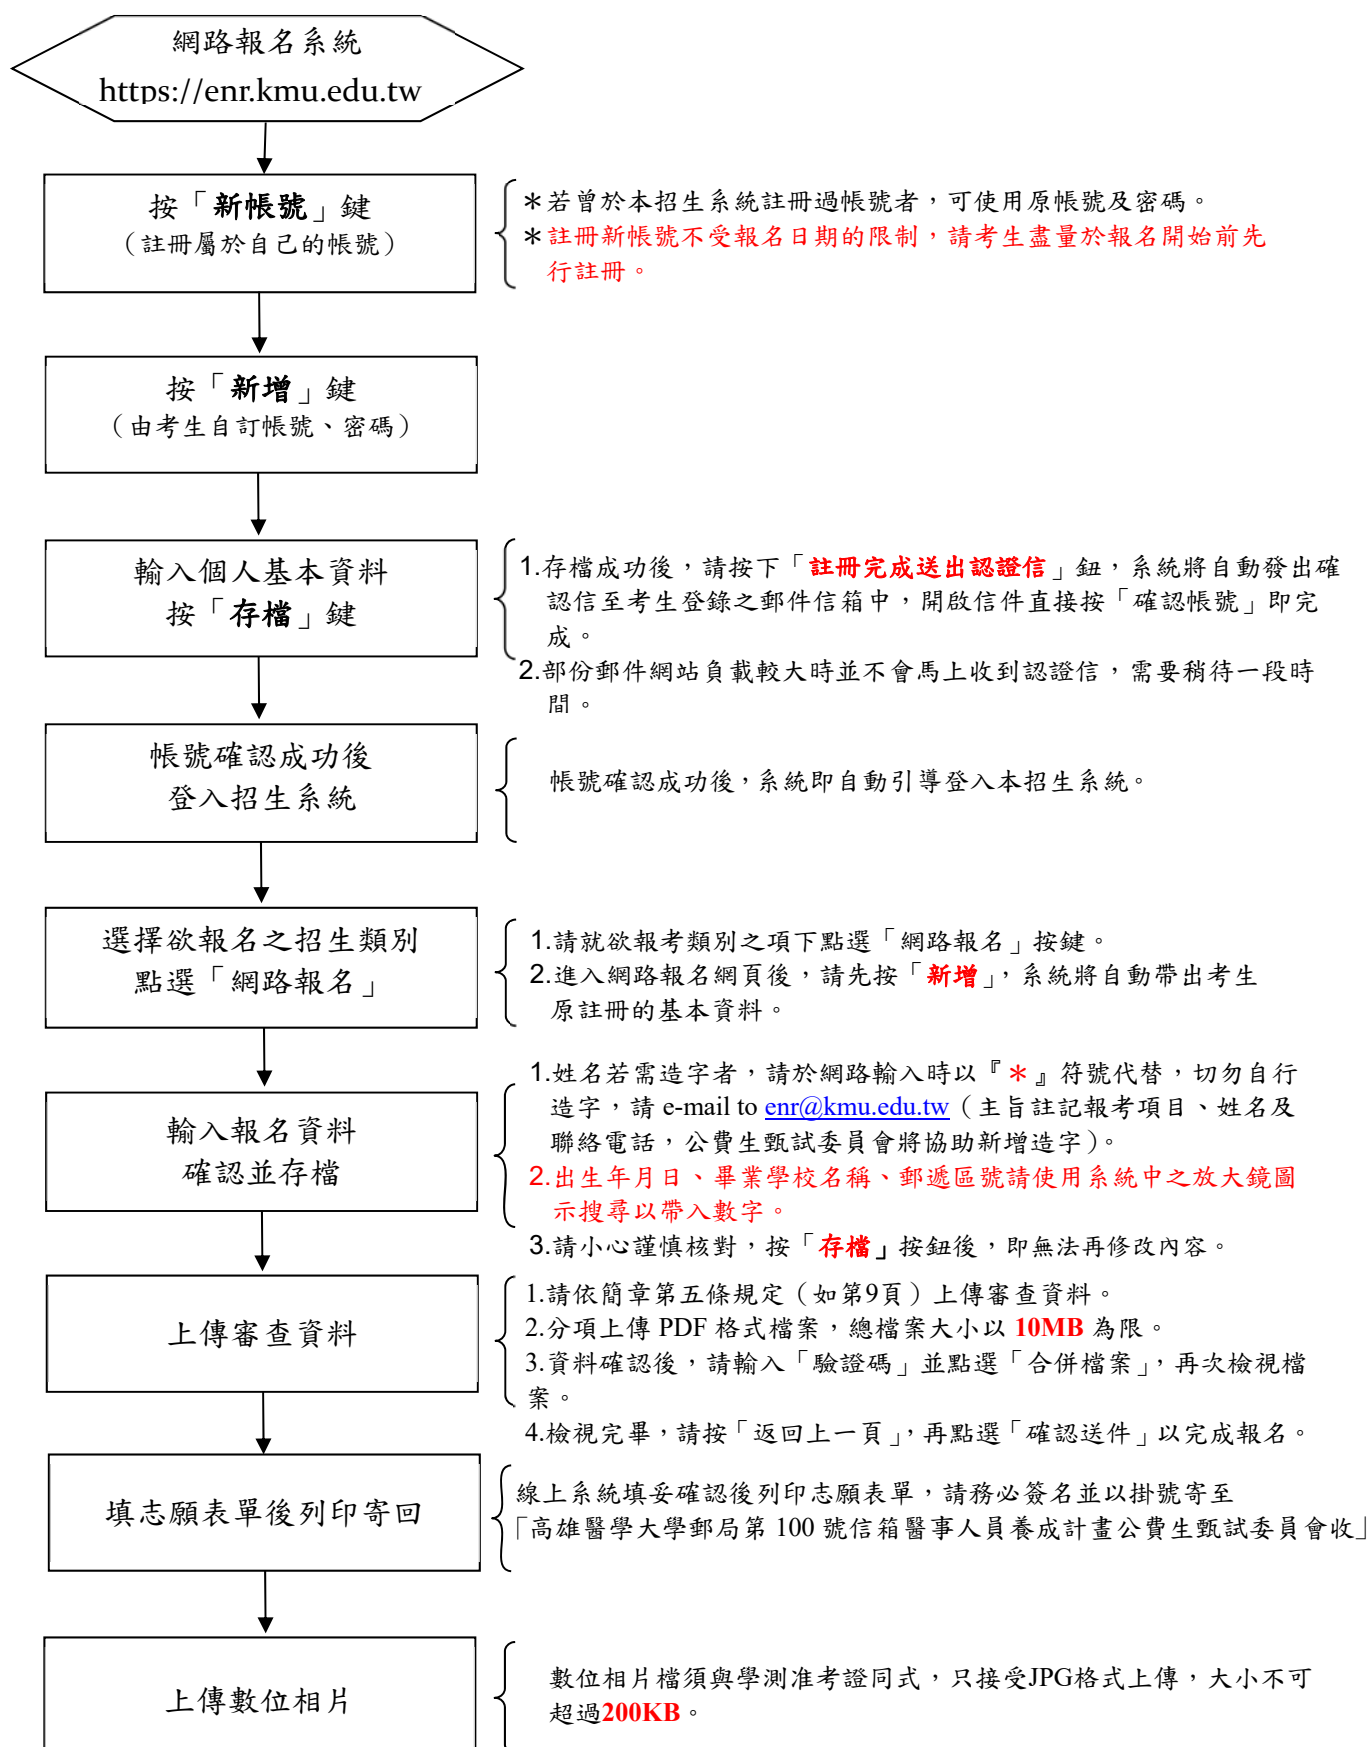 網路報名系統
https://enr.kmu.edu.tw
按「新帳號」鍵
（註冊屬於自己的帳號）
＊若曾於本招生系統註冊過帳號者，可使用原帳號及密碼。
＊註冊新帳號不受報名日期的限制，請考生盡量於報名開始前先
行註冊。
按「新增」鍵
（由考生自訂帳號、密碼）
輸入個人基本資料
按「存檔」鍵
1.存檔成功後，請按下「註冊完成送出認證信」鈕，系統將自動發出確
認信至考生登錄之郵件信箱中，開啟信件直接按「確認帳號」即完
成。
2.部份郵件網站負載較大時並不會馬上收到認證信，需要稍待一段時
間。
帳號確認成功後
登入招生系統
帳號確認成功後，系統即自動引導登入本招生系統。
選擇欲報名之招生類別
點選「網路報名」
1.請就欲報考類別之項下點選「網路報名」按鍵。
2.進入網路報名網頁後，請先按「新增」，系統將自動帶出考生
原註冊的基本資料。
輸入報名資料
確認並存檔
1.姓名若需造字者，請於網路輸入時以『＊』符號代替，切勿自行
造字，請 e-mail to enr@kmu.edu.tw（主旨註記報考項目、姓名及
聯絡電話，公費生甄試委員會將協助新增造字）。
2.出生年月日、畢業學校名稱、郵遞區號請使用系統中之放大鏡圖
示搜尋以帶入數字。
3.請小心謹慎核對，按「存檔」按鈕後，即無法再修改內容。
上傳審查資料
1.請依簡章第五條規定（如第9頁）上傳審查資料。
2.分項上傳 PDF 格式檔案，總檔案大小以 10MB 為限。
3.資料確認後，請輸入「驗證碼」並點選「合併檔案」，再次檢視檔
案。
4.檢視完畢，請按「返回上一頁」，再點選「確認送件」以完成報名。
填志願表單後列印寄回
線上系統填妥確認後列印志願表單，請務必簽名並以掛號寄至
「高雄醫學大學郵局第 100 號信箱醫事人員養成計畫公費生甄試委員會收」
上傳數位相片
數位相片檔須與學測准考證同式，只接受JPG格式上傳，大小不可
超過200KB。